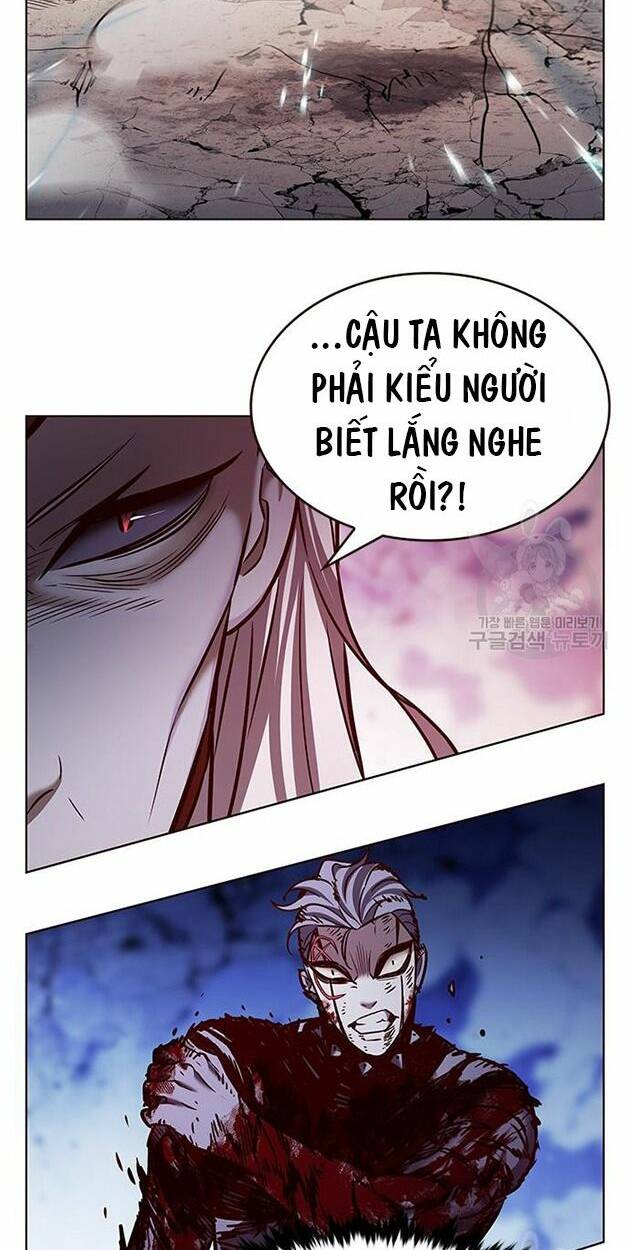 ...CẬU TA KHÔNG
PHẢI KIỂU NGƯỜI
BIẾT LẮNG NGHE
RỒI?!
가장 빠른 웹툰 미리보기
구글검색 뉴토끼